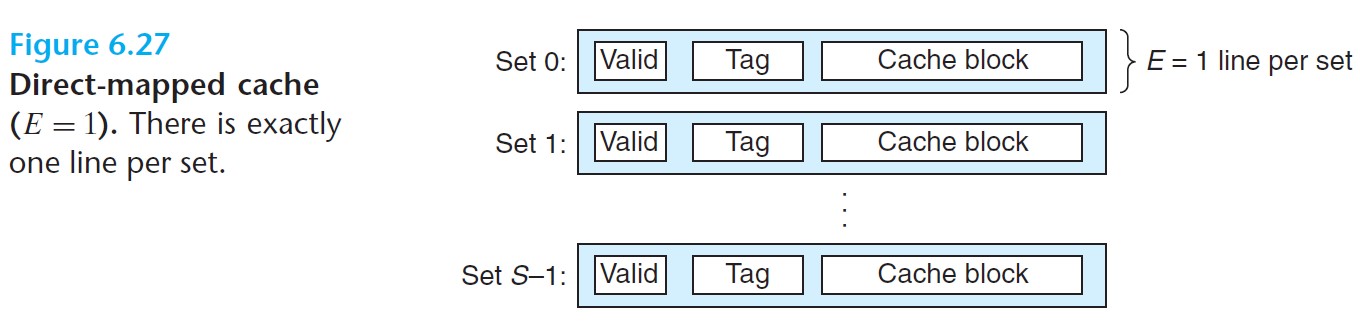 Figure 6.27
Direct-mapped cache
(E = 1). There is exactly
one line per set.
Set 0: Valid Tag Cache block E = 1 line per set
Set 1: Valid Tag Cache block
⋮
Set S–1: Valid Tag Cache block